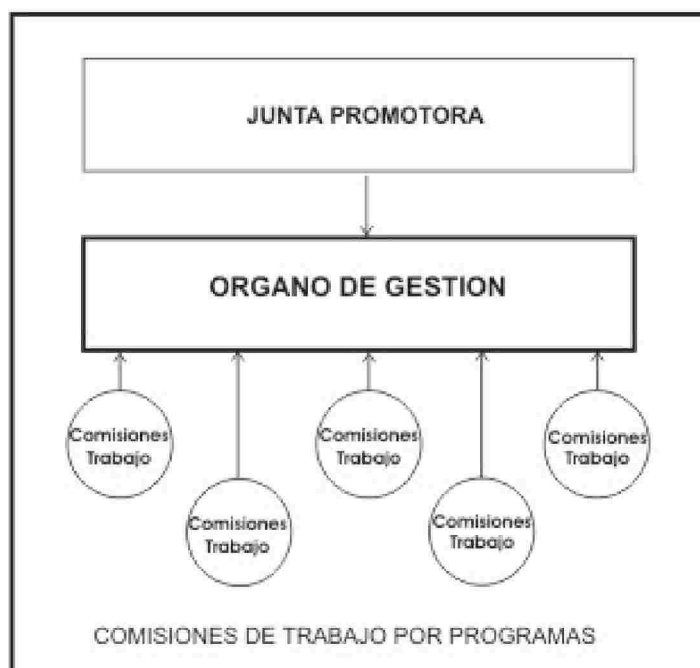 JUNTA PROMOTORA
ORGANO DE GESTION
Comisiones
Trabajo
Comisiones
Trabajo
Comisiones
Trabajo
Comisiones
Trabajo
Comisiones
Trabajo
COMISIONES DE TRABAJO POR PROGRAMAS